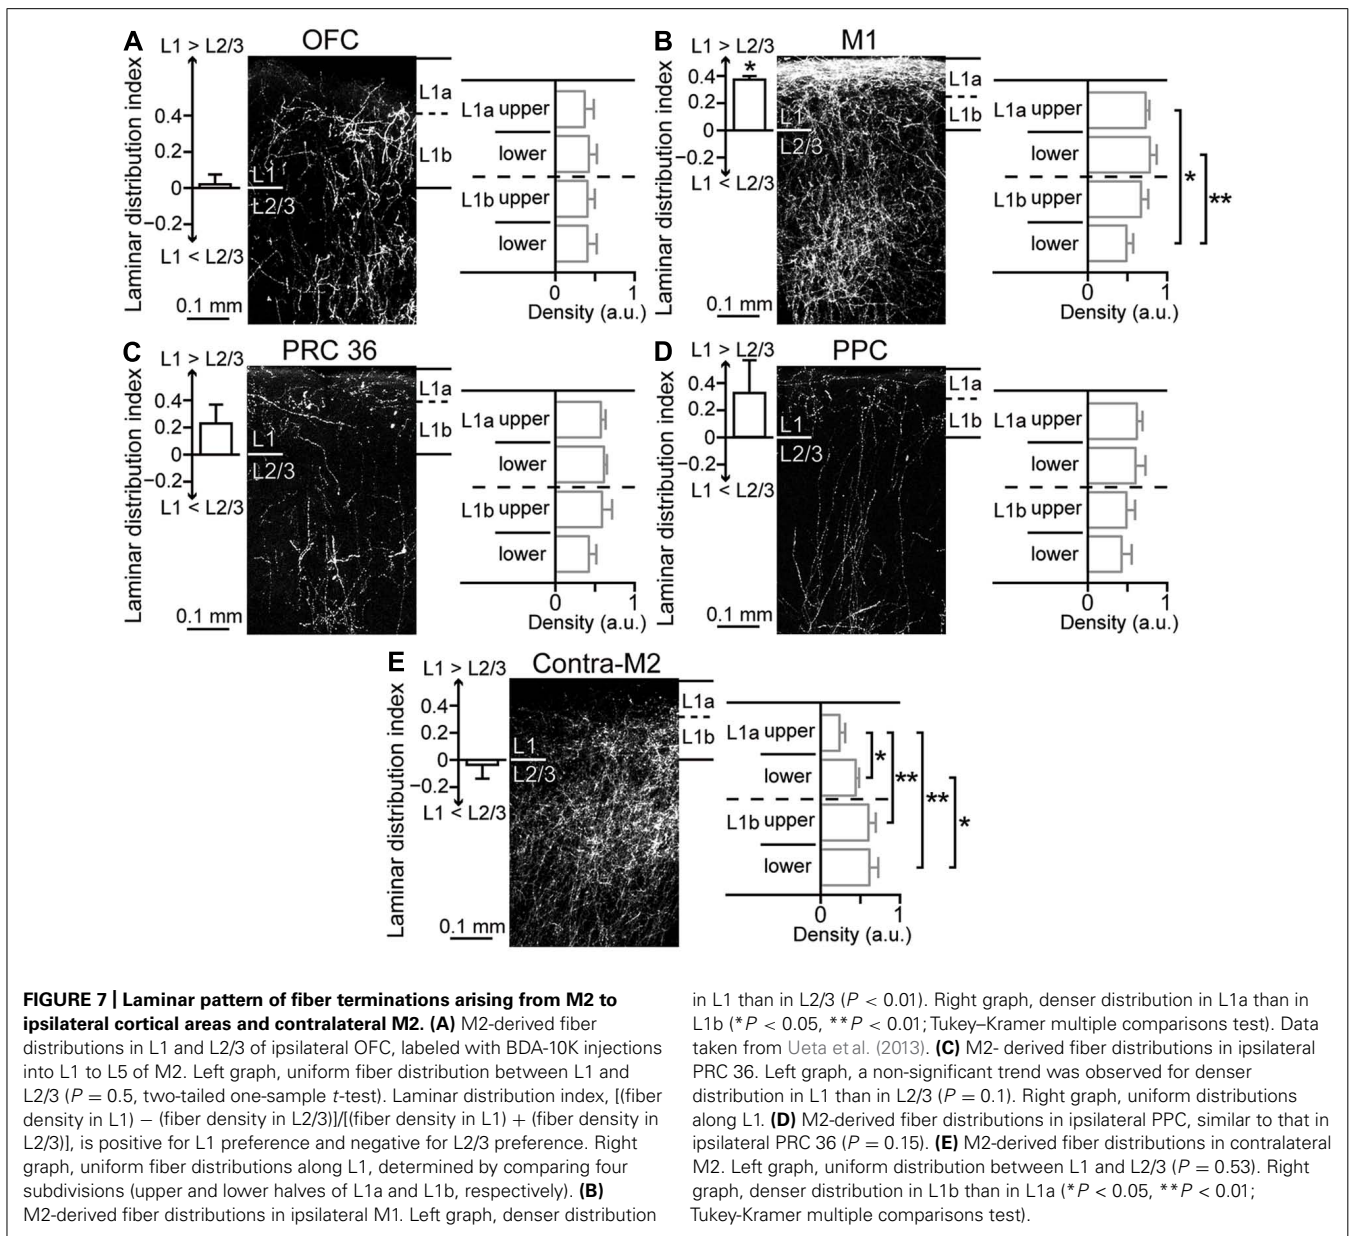 A
OFC
L1 > L2/3
Laminar distribution index
0.4
0.2
0
−0.2
L1 < L2/3
0.1 mm
L1
L2/3
L1a
L1b
L1a upper
lower
L1b upper
lower
0 1
Density (a.u.)
B
M1
L1 > L2/3
Laminar distribution index
0.4
0.2
0
−0.2
L1 < L2/3
*
0.1 mm
L1
L2/3
L1a
L1b
L1a upper
lower
L1b upper
lower
*
**
0 1
Density (a.u.)
C
PRC 36
L1 > L2/3
Laminar distribution index
0.4
0.2
0
−0.2
L1 < L2/3
0.1 mm
L1
L2/3
L1a
L1b
L1a upper
lower
L1b upper
lower
0 1
Density (a.u.)
D
PPC
L1 > L2/3
Laminar distribution index
0.4
0.2
0
−0.2
L1 < L2/3
0.1 mm
L1
L2/3
L1a
L1b
L1a upper
lower
L1b upper
lower
0 1
Density (a.u.)
E
Contra-M2
L1 > L2/3
Laminar distribution index
0.4
0.2
0
−0.2
L1 < L2/3
0.1 mm
L1
L2/3
L1a
L1b
L1a upper
lower
L1b upper
lower
*
**
**
*
0 1
Density (a.u.)
FIGURE 7 | Laminar pattern of fiber terminations arising from M2 to
ipsilateral cortical areas and contralateral M2. (A) M2-derived fiber
distributions in L1 and L2/3 of ipsilateral OFC, labeled with BDA-10K injections
into L1 to L5 of M2. Left graph, uniform fiber distribution between L1 and
L2/3 (P = 0.5, two-tailed one-sample t-test). Laminar distribution index, [(fiber
density in L1) − (fiber density in L2/3)]/[(fiber density in L1) + (fiber density in
L2/3)], is positive for L1 preference and negative for L2/3 preference. Right
graph, uniform fiber distributions along L1, determined by comparing four
subdivisions (upper and lower halves of L1a and L1b, respectively). (B)
M2-derived fiber distributions in ipsilateral M1. Left graph, denser distribution
in L1 than in L2/3 (P < 0.01). Right graph, denser distribution in L1a than in
L1b (*P < 0.05, **P < 0.01; Tukey–Kramer multiple comparisons test). Data
taken from Ueta et al. (2013). (C) M2- derived fiber distributions in ipsilateral
PRC 36. Left graph, a non-significant trend was observed for denser
distribution in L1 than in L2/3 (P = 0.1). Right graph, uniform distributions
along L1. (D) M2-derived fiber distributions in ipsilateral PPC, similar to that in
ipsilateral PRC 36 (P = 0.15). (E) M2-derived fiber distributions in contralateral
M2. Left graph, uniform distribution between L1 and L2/3 (P = 0.53). Right
graph, denser distribution in L1b than in L1a (*P < 0.05, **P < 0.01;
Tukey-Kramer multiple comparisons test).